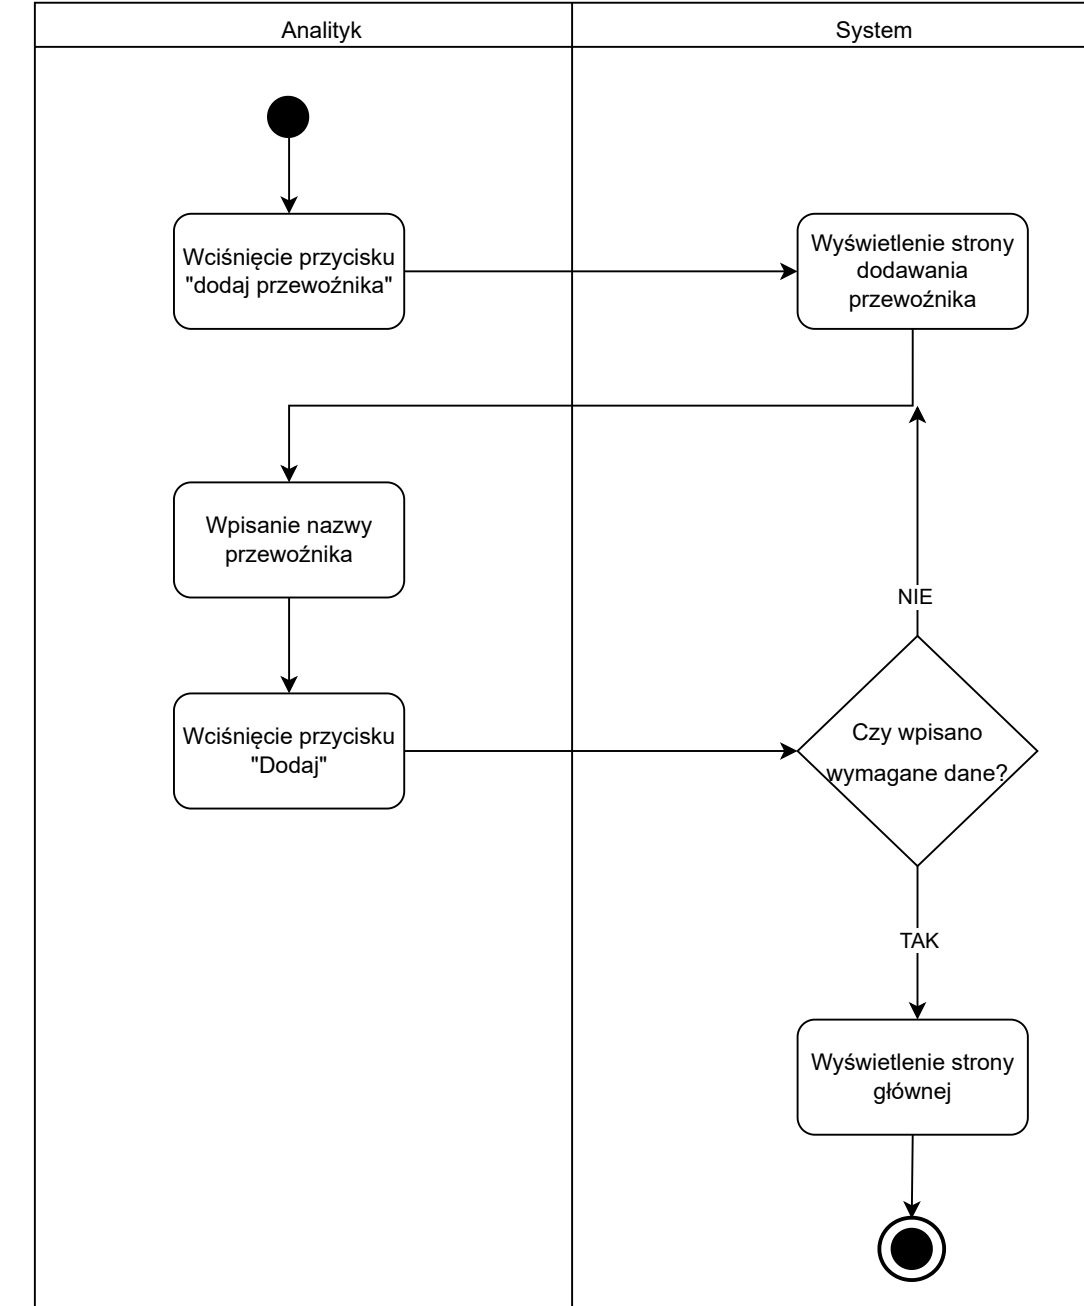 Analityk
System
Wciśnięcie przycisku
"dodaj przewoźnika"
Wyświetlenie strony
dodawania
przewoźnika
Wpisanie nazwy
przewoźnika
NIE
Wciśnięcie przycisku
"Dodaj"
Czy wpisano
wymagane dane?
TAK
Wyświetlenie strony
głównej